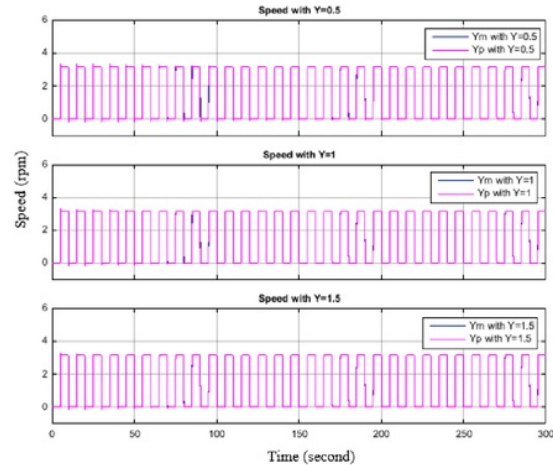 Speed with Y=0.5
6
4
2
0
Ym with Y=0.5
Yp with Y=0.5
Speed with Y=1
6
4
2
0
Ym with Y=1
Yp with Y=1
Speed (rpm)
Speed with Y=1.5
6
4
2
0
Ym with Y=1.5
Yp with Y=1.5
0 50 100 150 200 250 300
Time (second)